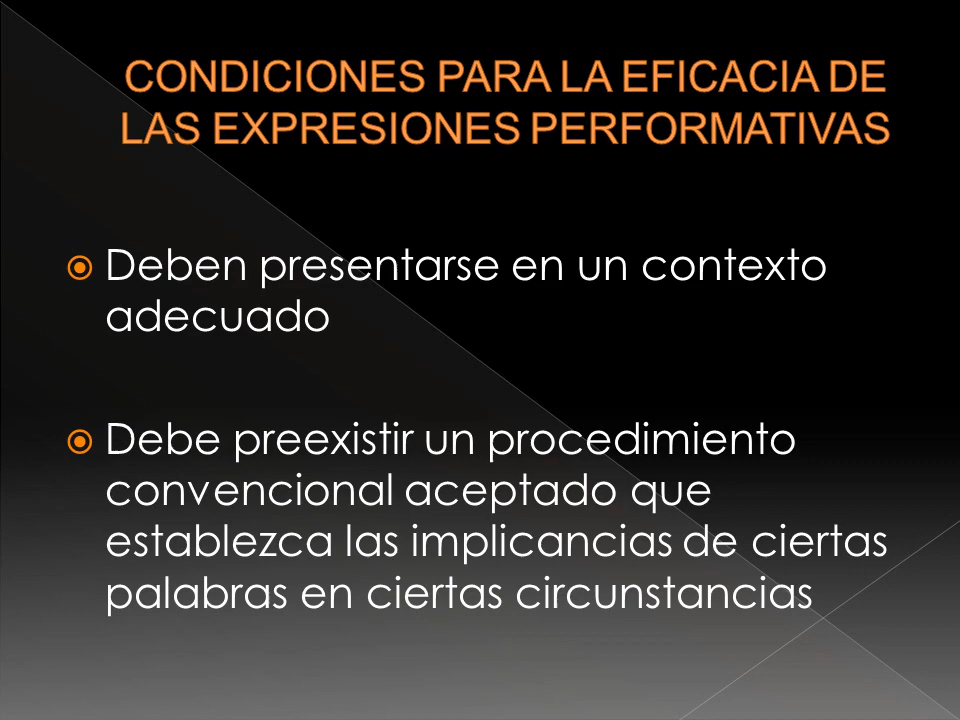 CONDICIONES PARA LA EFICACIA DE
LAS EXPRESIONES PERFORMATIVAS
Deben presentarse en un contexto
adecuado
Debe preexistir un procedimiento
convencional aceptado que
establezca las implicancias de ciertas
palabras en ciertas circunstancias